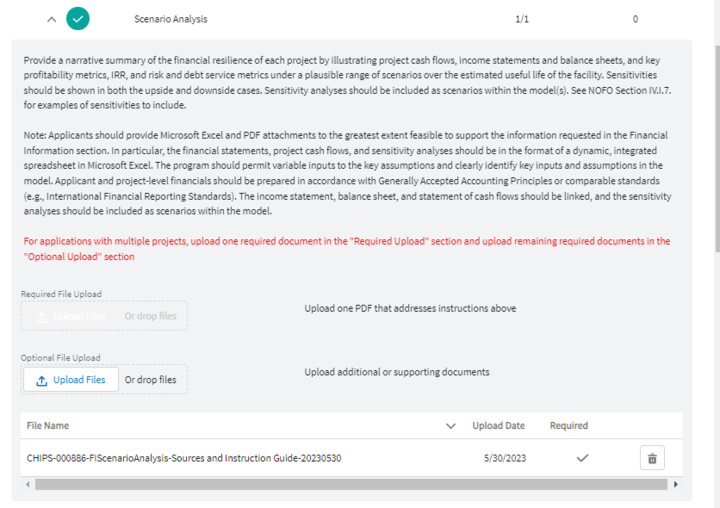 Scenario Analysis 1/1 0
Provide a narrative summary of the financial resilience of each project by illustrating project cash flows, income statements and balance sheets, and key
profitability metrics, IRR, and risk and debt service metrics under a plausible range of scenarios over the estimated useful life of the facility. Sensitivities
should be shown in both the upside and downside cases. Sensitivity analyses should be included as scenarios within the model(s). See NOFO Section IV.I.7.
for examples of sensitivities to include.
Note: Applicants should provide Microsoft Excel and PDF attachments to the greatest extent feasible to support the information requested in the Financial
Information section. In particular, the financial statements, project cash flows, and sensitivity analyses should be in the format of a dynamic, integrated
spreadsheet in Microsoft Excel. The program should permit variable inputs to the key assumptions and clearly identify key inputs and assumptions in the
model. Applicant and project-level financials should be prepared in accordance with Generally Accepted Accounting Principles or comparable standards
(e.g., International Financial Reporting Standards). The income statement, balance sheet, and statement of cash flows should be linked, and the sensitivity
analyses should be included as scenarios within the model.
For applications with multiple projects, upload one required document in the "Required Upload" section and upload remaining required documents in the
"Optional Upload" section
Required File Upload
Upload Files Or drop files Upload one PDF that addresses instructions above
Optional File Upload
Upload Files Or drop files Upload additional or supporting documents
File Name Upload Date Required
CHIPS-000886-FIScenarioAnalysis-Sources and Instruction Guide-20230530 5/30/2023